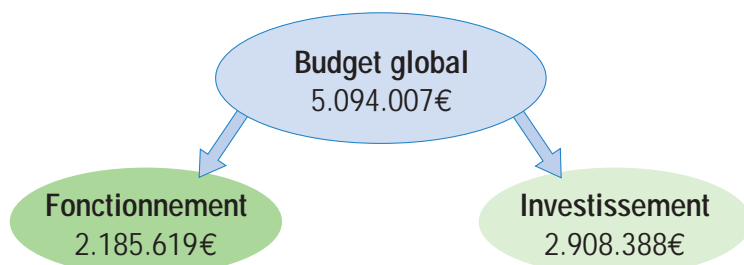 Budget global
5.094.007€
Fonctionnement
2.185.619€
Investissement
2.908.388€